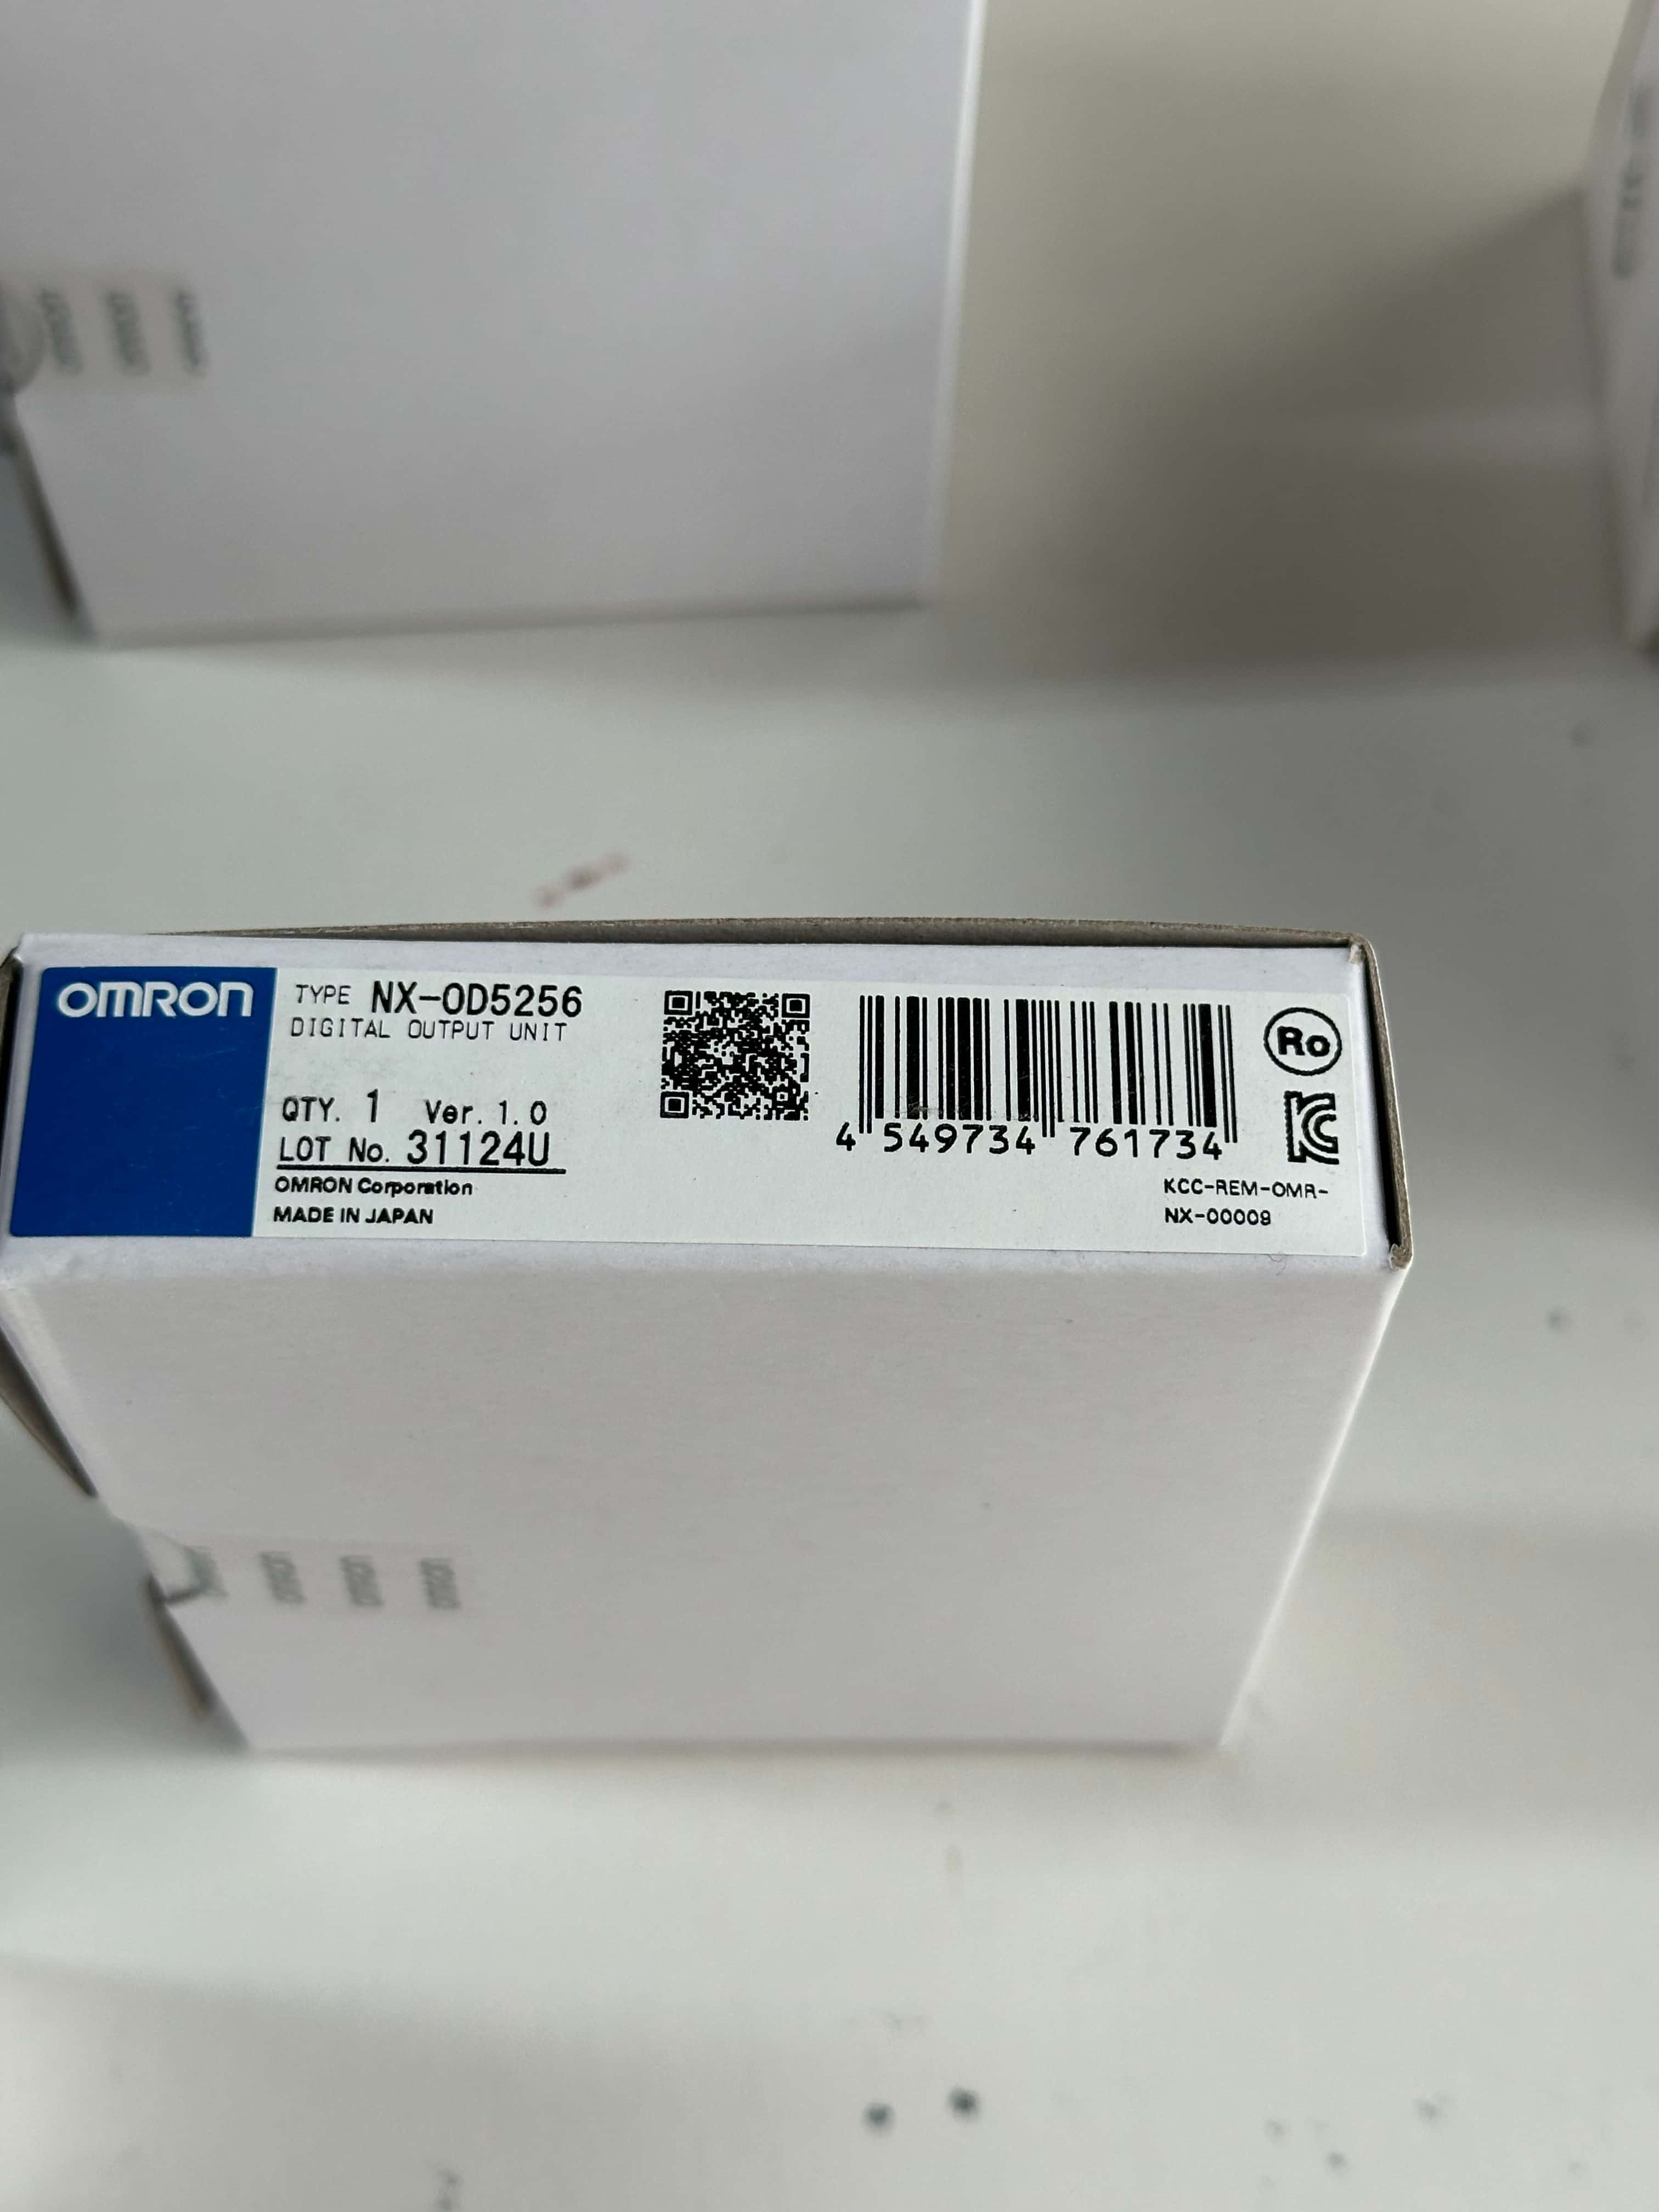 OMRON
TYPE NX-OD5256
DIGITAL OUTPUT UNIT
QTY. 1 Ver. 1.0
LOT No. 31124U
OMRON Corporation
MADE IN JAPAN
4 549734 761734
Ro
KCC-REM-OMR-
NX-00009